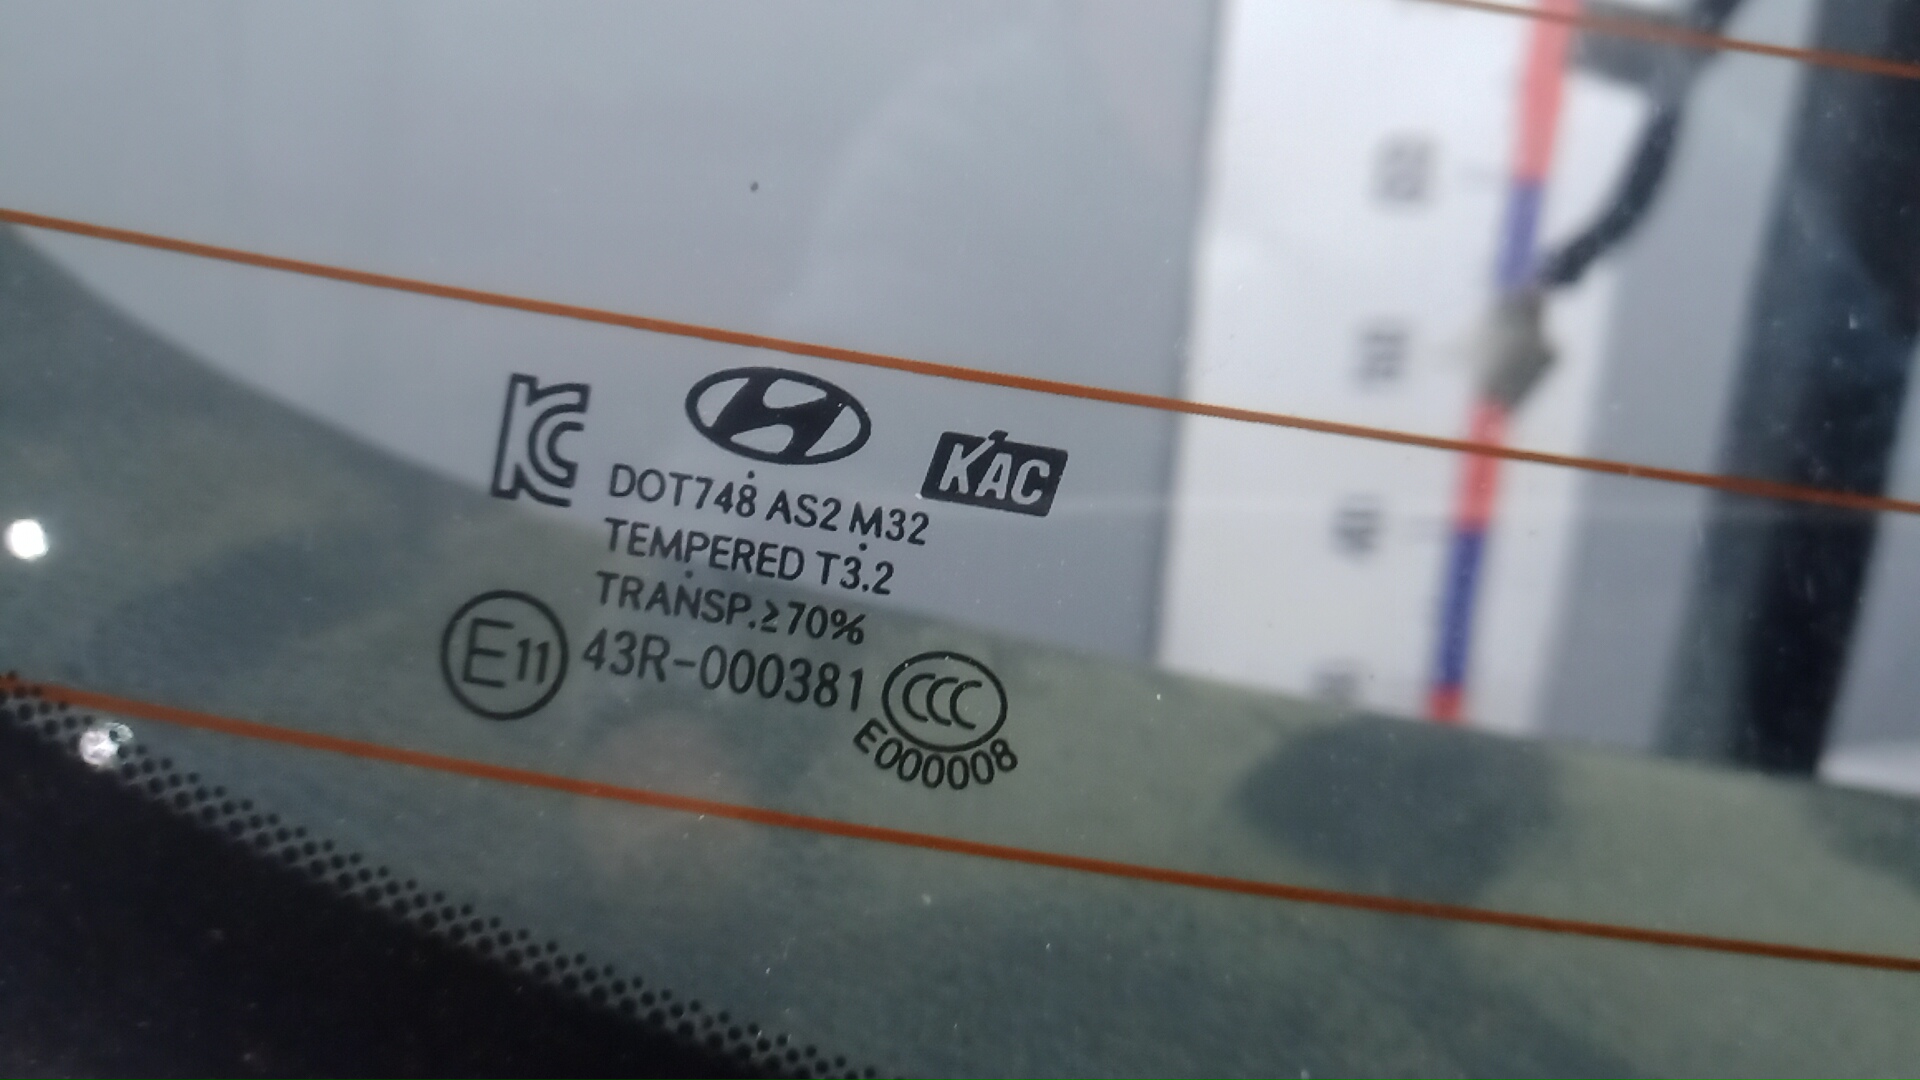 KC
KAC
DOT748 AS2 M32
TEMPERED T3.2
TRANSP.≥70%
E11 43R-000381 CCC
E000008